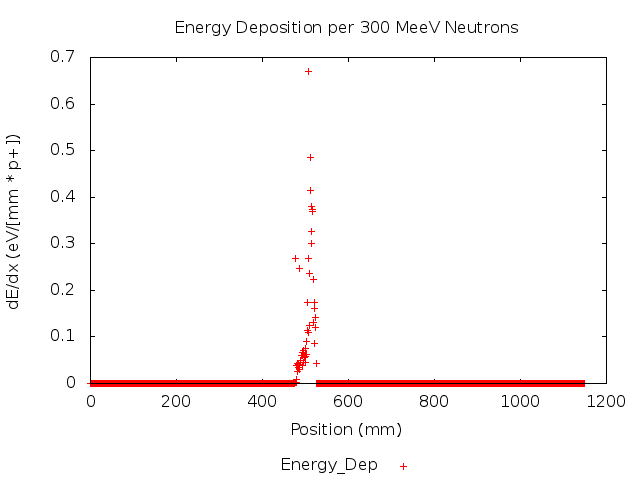 Energy Deposition per 300 MeeV Neutrons
0.7
0.6
0.5
0.4
0.3
0.2
0.1
0
dE/dx (eV/[mm * p+])
0 200 400 600 800 1000 1200
Position (mm)
Energy_Dep